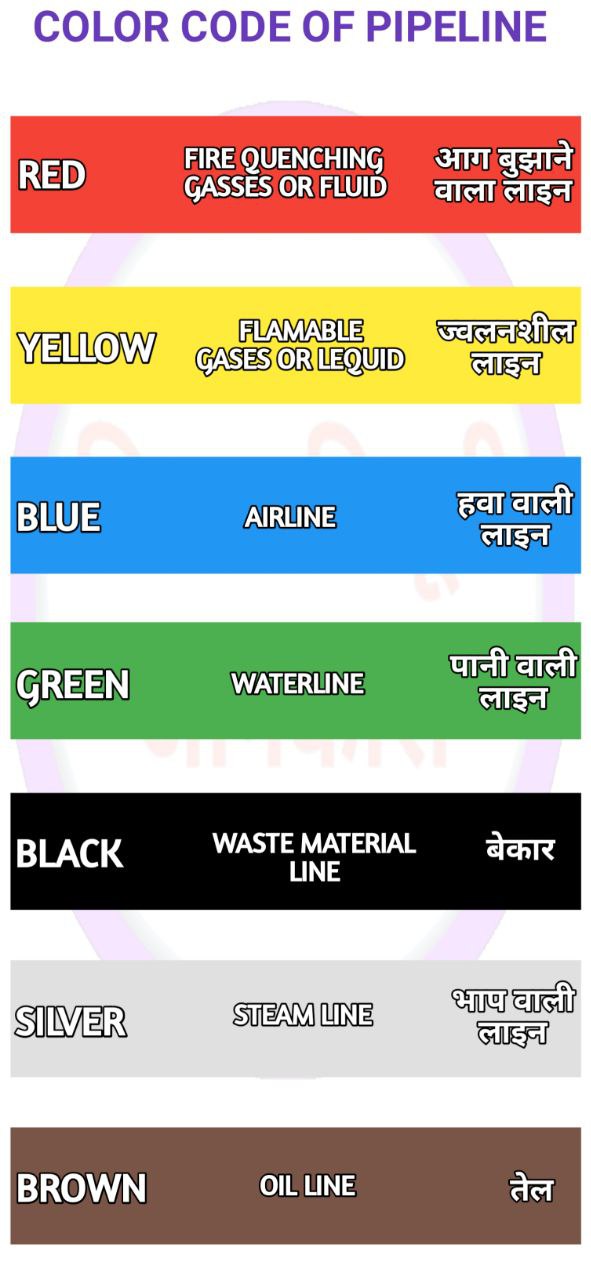 COLOR CODE OF PIPELINE
RED
FIRE QUENCHING
GASSES OR FLUID
आग बुझाने
वाला लाइन
YELLOW
FLAMABLE
GASES OR LEQUID
ज्वलनशील
लाइन
BLUE
AIRLINE
हवा वाली
लाइन
GREEN
WATERLINE
पानी वाली
लाइन
BLACK
WASTE MATERIAL
LINE
बेकार
SILVER
STEAM LINE
भाप वाली
लाइन
BROWN
OIL LINE
तेल